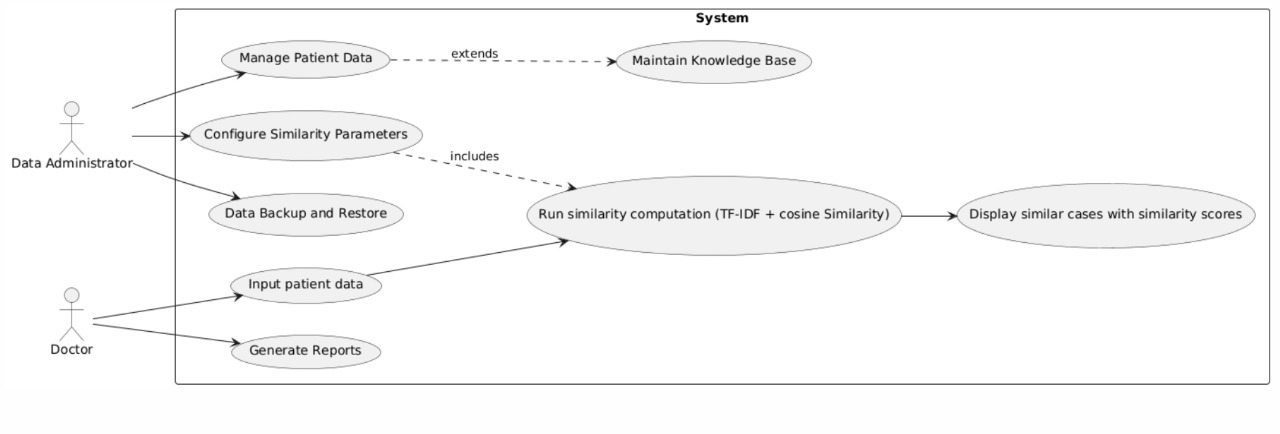 System
Manage Patient Data
extends
Maintain Knowledge Base
Configure Similarity Parameters
includes
Data Administrator
Data Backup and Restore
Run similarity computation (TF-IDF + cosine Similarity)
Display similar cases with similarity scores
Input patient data
Doctor
Generate Reports